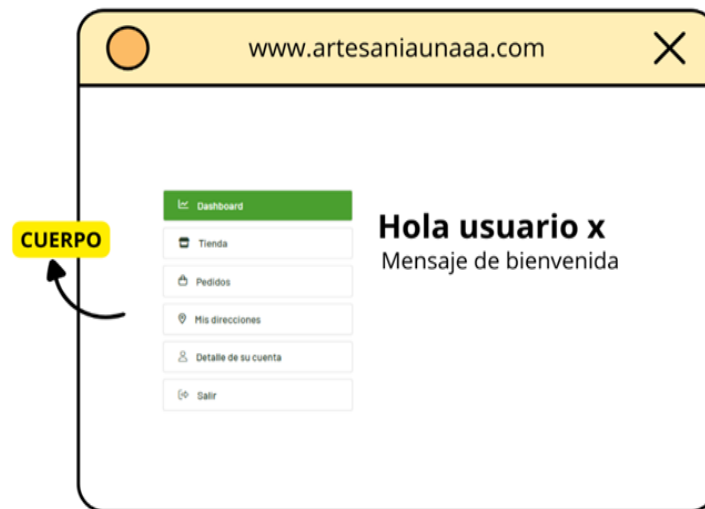 www.artesaniaunaaa.com
CUERPO
Dashboard
Tienda
Pedidos
Mis direcciones
Detalle de su cuenta
Salir
Hola usuario x
Mensaje de bienvenida